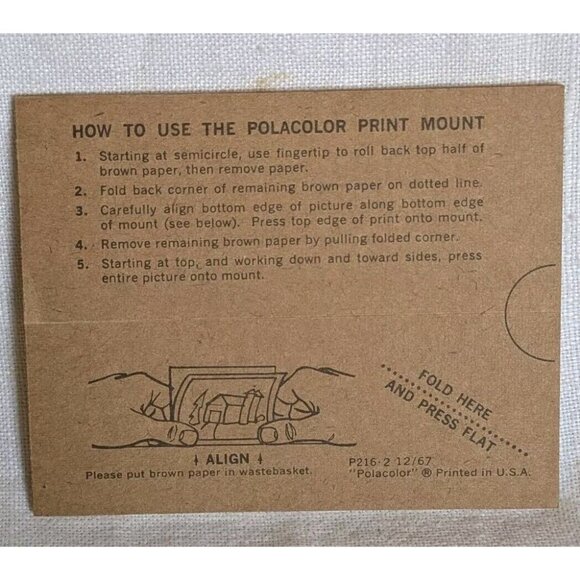 HOW TO USE THE POLACOLOR PRINT MOUNT
1. Starting at semicircle, use fingertip to roll back top half of
brown paper, then remove paper.
2. Fold back corner of remaining brown paper on dotted line.
3. Carefully align bottom edge of picture along bottom edge
of mount (see below). Press top edge of print onto mount.
4. Remove remaining brown paper by pulling folded corner.
5. Starting at top, and working down and toward sides, press
entire picture onto mount.
FOLD HERE
AND PRESS FLAT
ALIGN
Please put brown paper in wastebasket.
P216-2 12/67
"Polacolor" ® Printed in U.S.A.